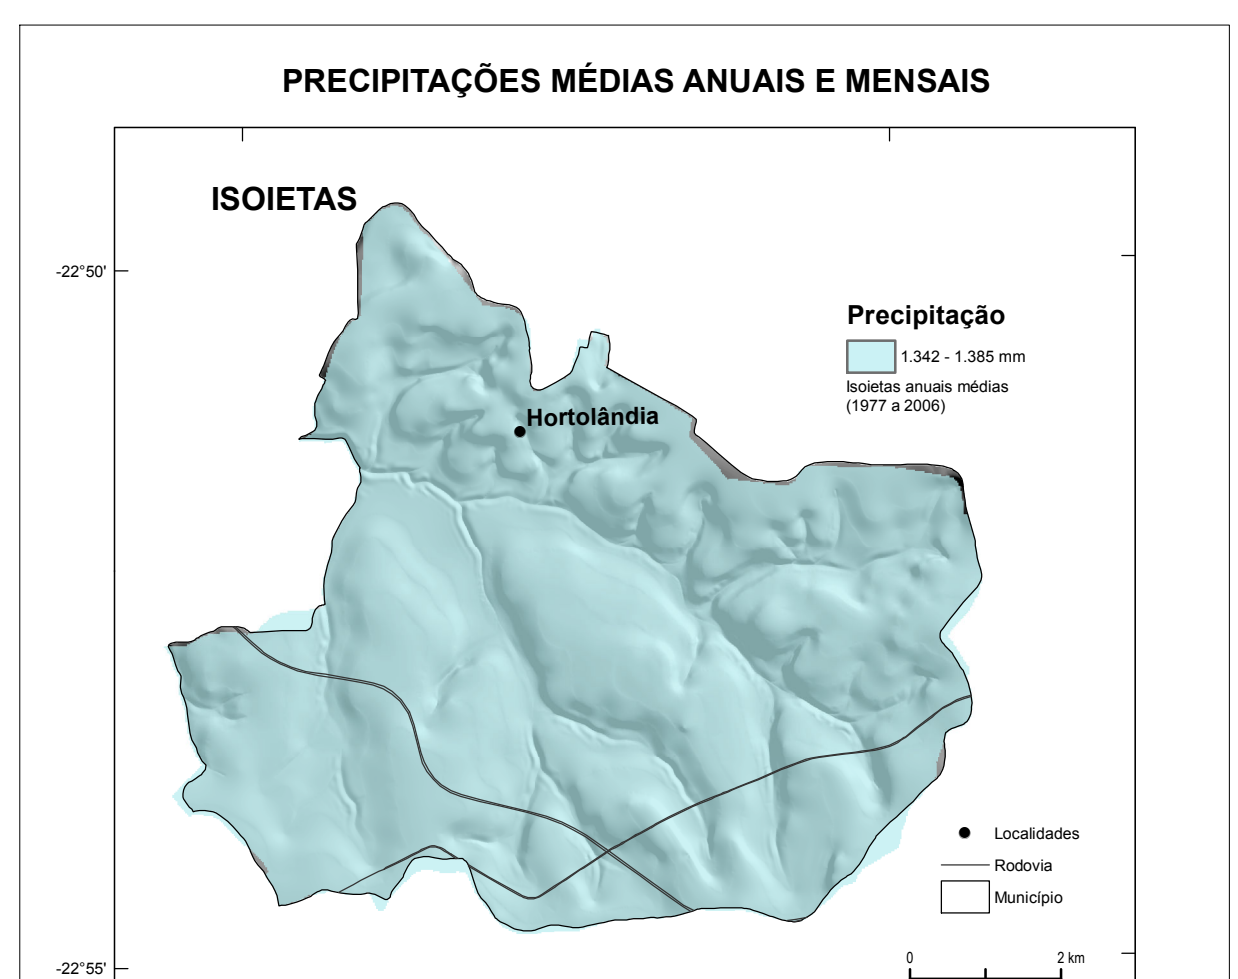 PRECIPITAÇÕES MÉDIAS ANUAIS E MENSAIS
ISOIETAS
-22°50'
Precipitação
1.342 - 1.385 mm
Isoietas anuais médias
(1977 a 2006)
Hortolândia
Localidades
Rodovia
Município
0 2 km
-22°55'